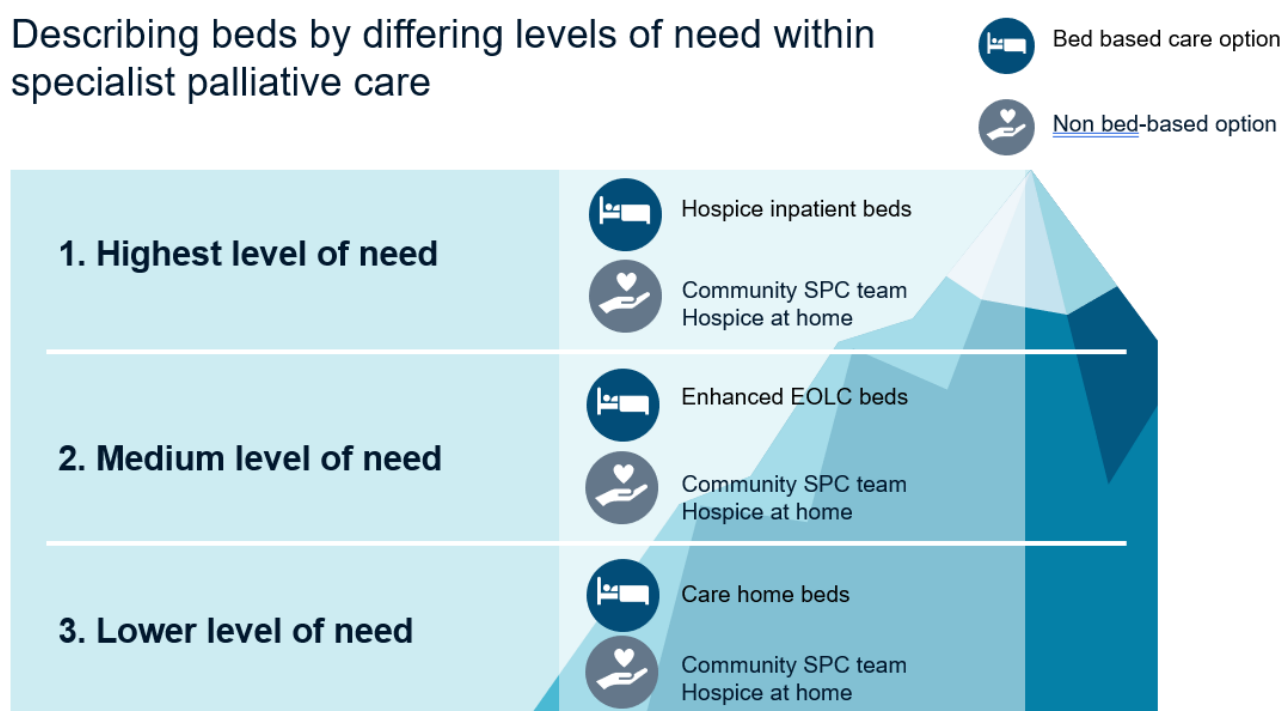 Describing beds by differing levels of need within
specialist palliative care
Bed based care option
Non bed-based option
1. Highest level of need
Hospice inpatient beds
Community SPC team
Hospice at home
2. Medium level of need
Enhanced EOLC beds
Community SPC team
Hospice at home
3. Lower level of need
Care home beds
Community SPC team
Hospice at home